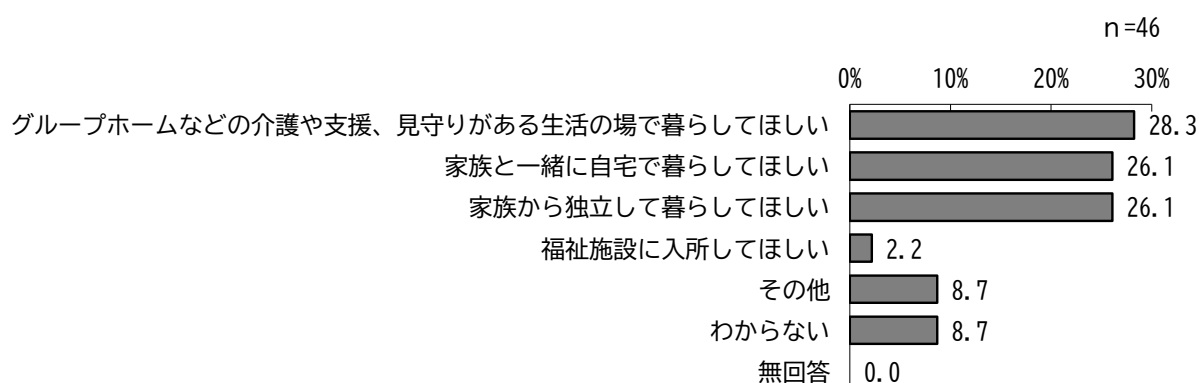 n=46
0% 10% 20% 30%
グループホームなどの介護や支援、見守りがある生活の場で暮らしてほしい 28.3
家族と一緒に自宅で暮らしてほしい 26.1
家族から独立して暮らしてほしい 26.1
福祉施設に入所してほしい 2.2
その他 8.7
わからない 8.7
無回答 0.0